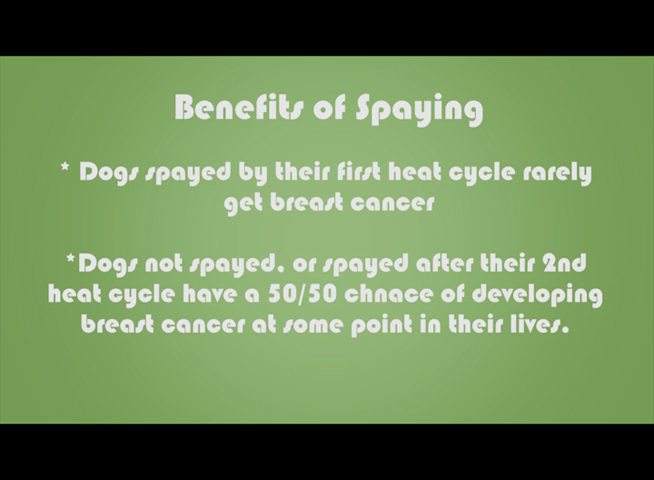 Benefits of Spaying
* Dogs spayed by their first heat cycle rarely
get breast cancer
*Dogs not spayed, or spayed after their 2nd
heat cycle have a 50/50 chnace of developing
breast cancer at some point in their lives.